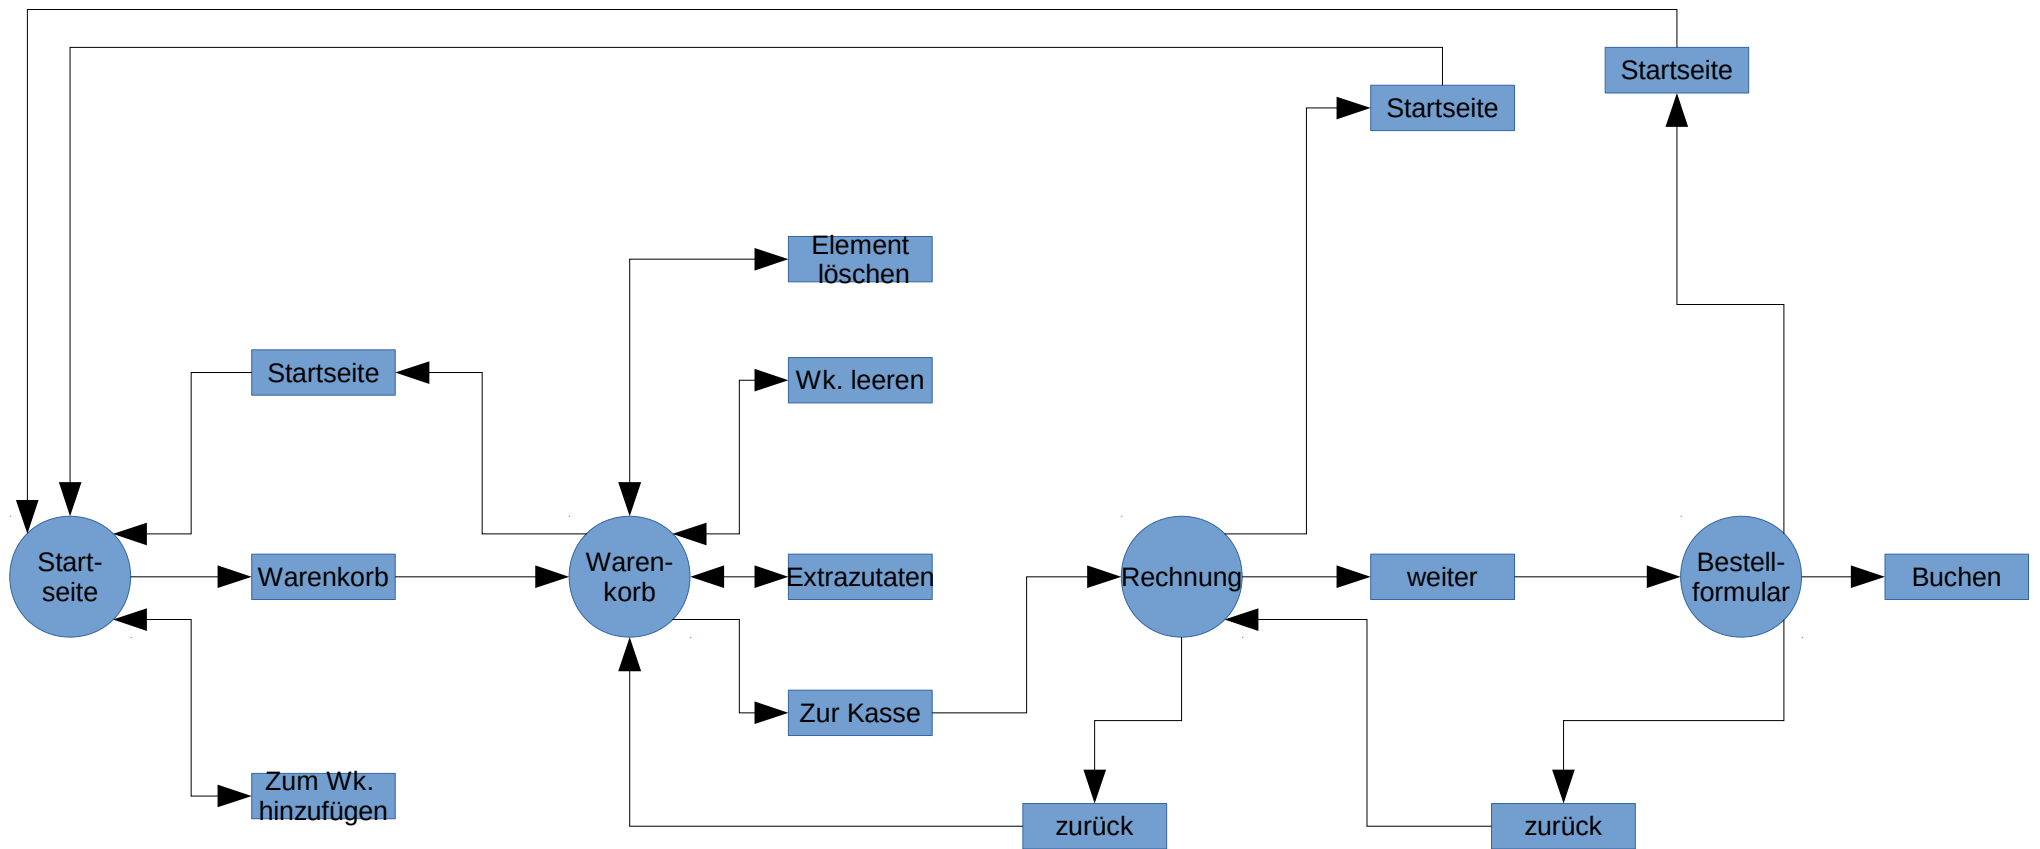 Startseite
Startseite
Element
löschen
Startseite
Wk. leeren
Start-
seite
Warenkorb
Waren-
korb
Extrazutaten
Rechnung
weiter
Bestell-
formular
Buchen
Zur Kasse
Zum Wk.
hinzufügen
zurück
zurück